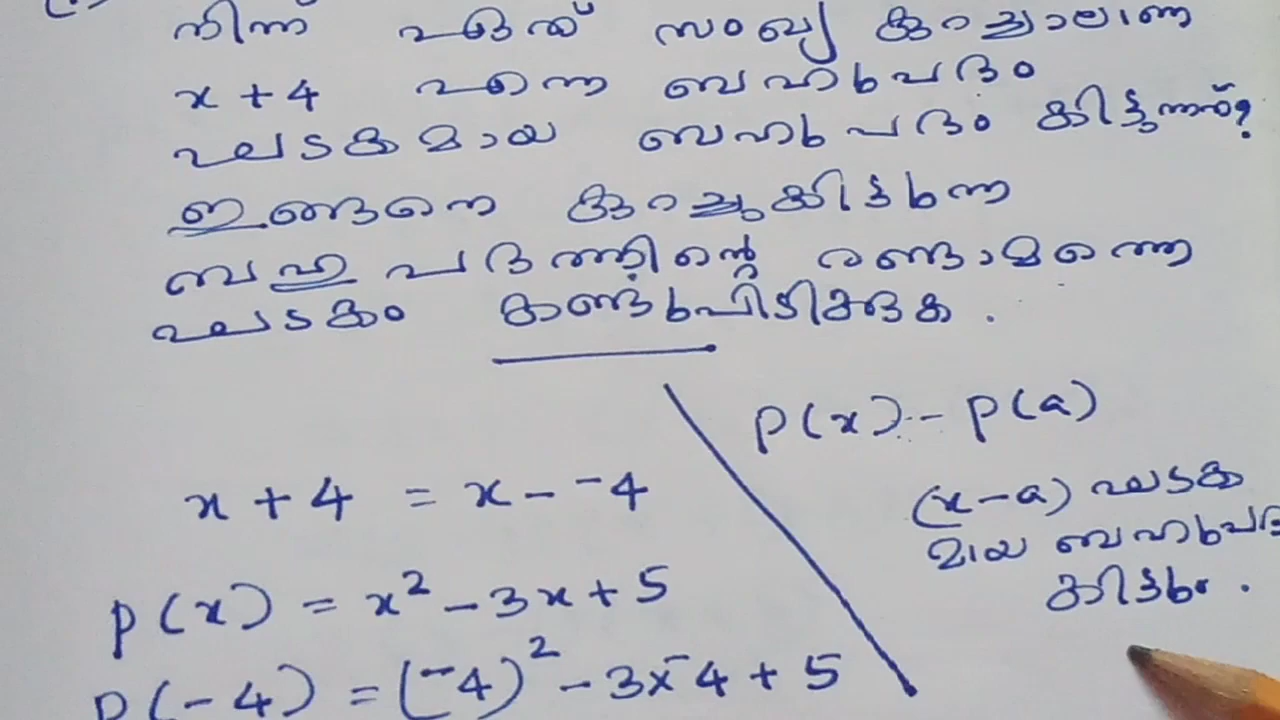 നിന്ന് ഏത് സംഖ്യ കുറച്ചാലാണ്
x + 4 എന്ന ബഹുപദം
ഘടകമായ ബഹുപദം കിട്ടുന്നത്?
ഇങ്ങനെ കുറച്ചുകിട്ടുന്ന
ബഹുപദത്തിന്റെ രണ്ടാമത്തെ
ഘടകം കണ്ടുപിടിക്കുക .
x + 4 = x - -4
p(x) = x² - 3x + 5
p(-4) = (-4)² - 3x -4 + 5
p(x) - p(a)
(x-a) ഘടക
മായ ബഹുപദ
കിട്ടും .